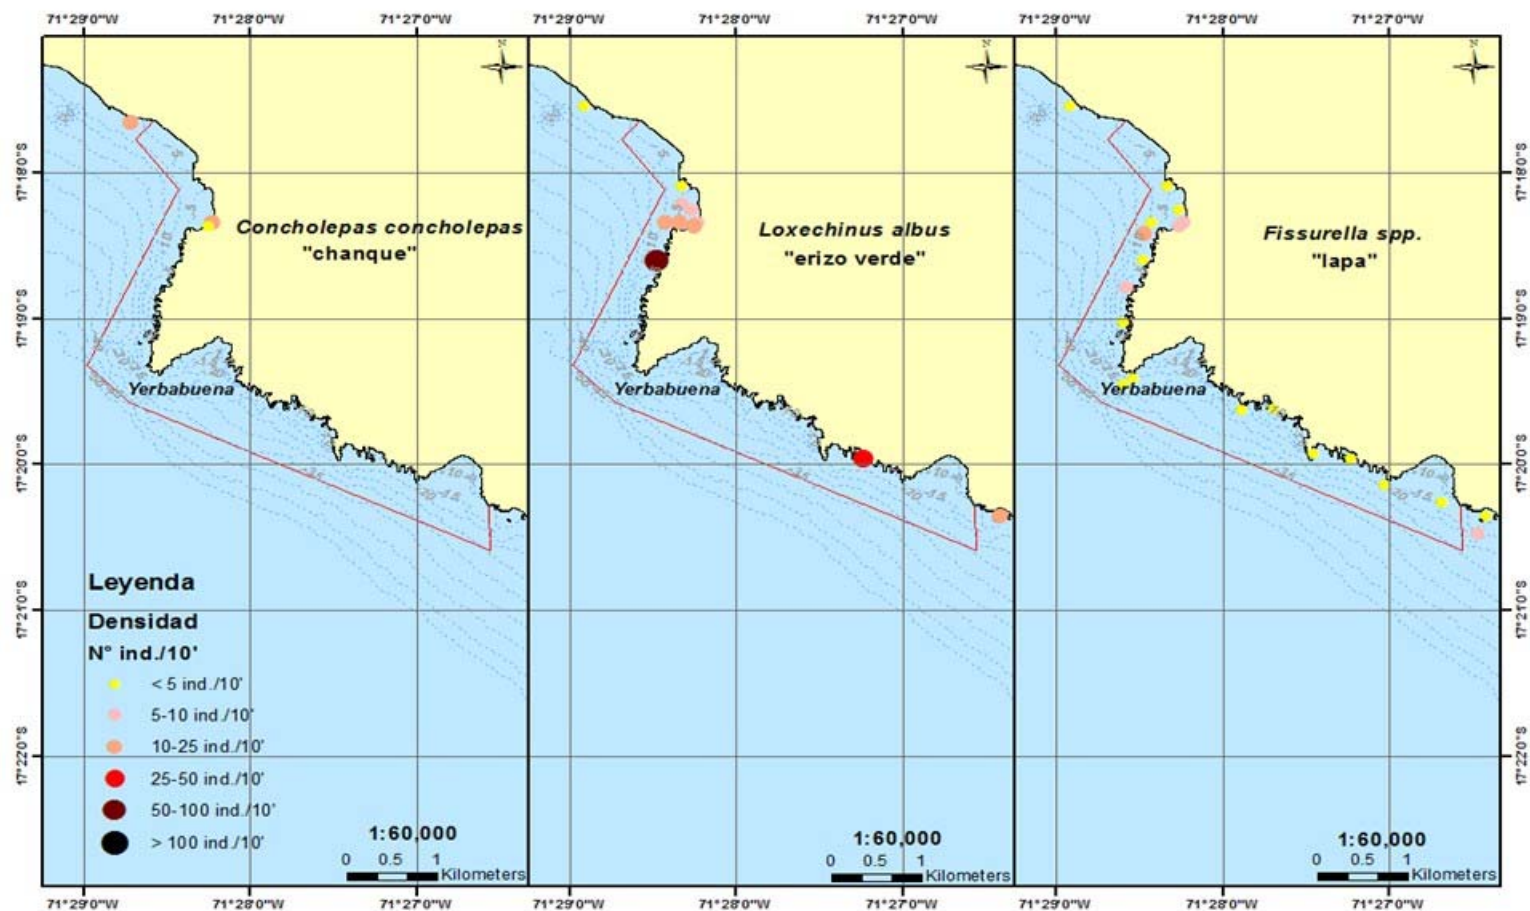 71°29'0"W 71°28'0"W 71°27'0"W 71°29'0"W 71°28'0"W 71°27'0"W 71°29'0"W 71°28'0"W 71°27'0"W
17°18'0"S 17°18'0"S
Concholepas concholepas
"chanque"
Loxechinus albus
"erizo verde"
Fissurella spp.
"lapa"
17°19'0"S 17°19'0"S
Yerbabuena Yerbabuena Yerbabuena
17°20'0"S 17°20'0"S
Leyenda
17°21'0"S 17°21'0"S
Densidad
N° ind./10'
< 5 ind./10'
5-10 ind./10'
10-25 ind./10'
17°22'0"S 17°22'0"S
25-50 ind./10'
50-100 ind./10'
> 100 ind./10'
1:60,000 1:60,000 1:60,000
0 0.5 1 0 0.5 1 0 0.5 1
Kilometers Kilometers Kilometers
71°29'0"W 71°28'0"W 71°27'0"W 71°29'0"W 71°28'0"W 71°27'0"W 71°29'0"W 71°28'0"W 71°27'0"W